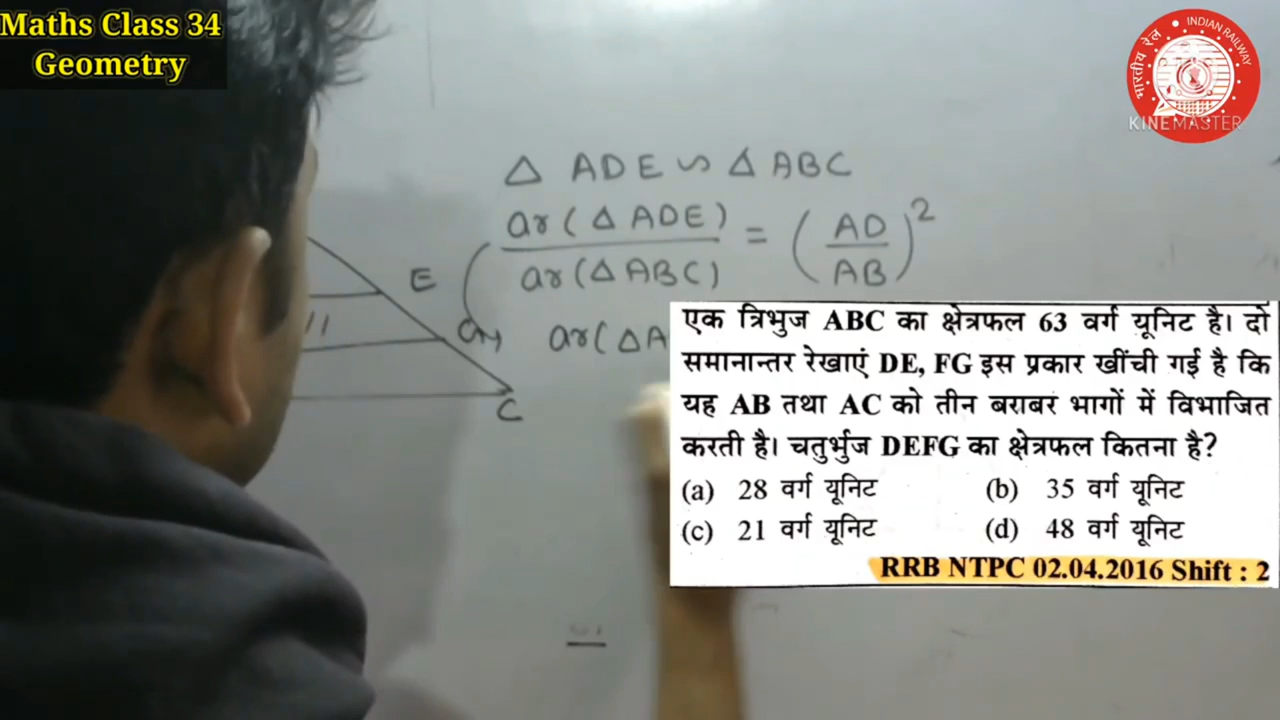 Maths Class 34
Geometry
भारतीय रेल INDIAN RAILWAY
KINEMASTER
△ ADE ∽ △ ABC
ar(△ ADE) / ar(△ ABC) = (AD/AB)²
ar(△A
E
C
एक त्रिभुज ABC का क्षेत्रफल 63 वर्ग यूनिट है। दो
समानान्तर रेखाएं DE, FG इस प्रकार खींची गई है कि
यह AB तथा AC को तीन बराबर भागों में विभाजित
करती है। चतुर्भुज DEFG का क्षेत्रफल कितना है?
(a) 28 वर्ग यूनिट (b) 35 वर्ग यूनिट
(c) 21 वर्ग यूनिट (d) 48 वर्ग यूनिट
RRB NTPC 02.04.2016 Shift : 2